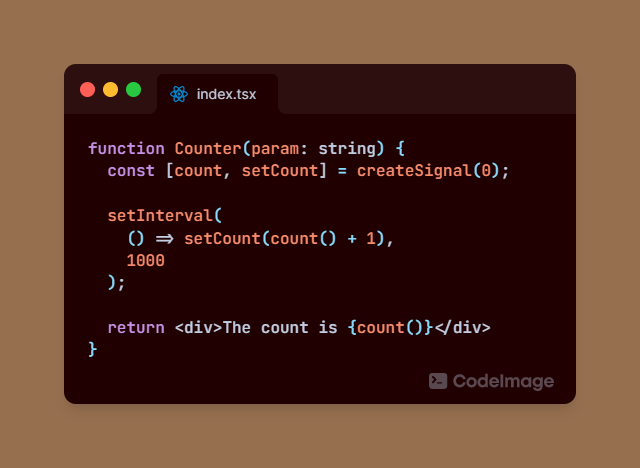 index.tsx
function Counter(param: string) {
  const [count, setCount] = createSignal(0);

  setInterval(
    () => setCount(count() + 1),
    1000
  );

  return <div>The count is {count()}</div>
}
CodeImage